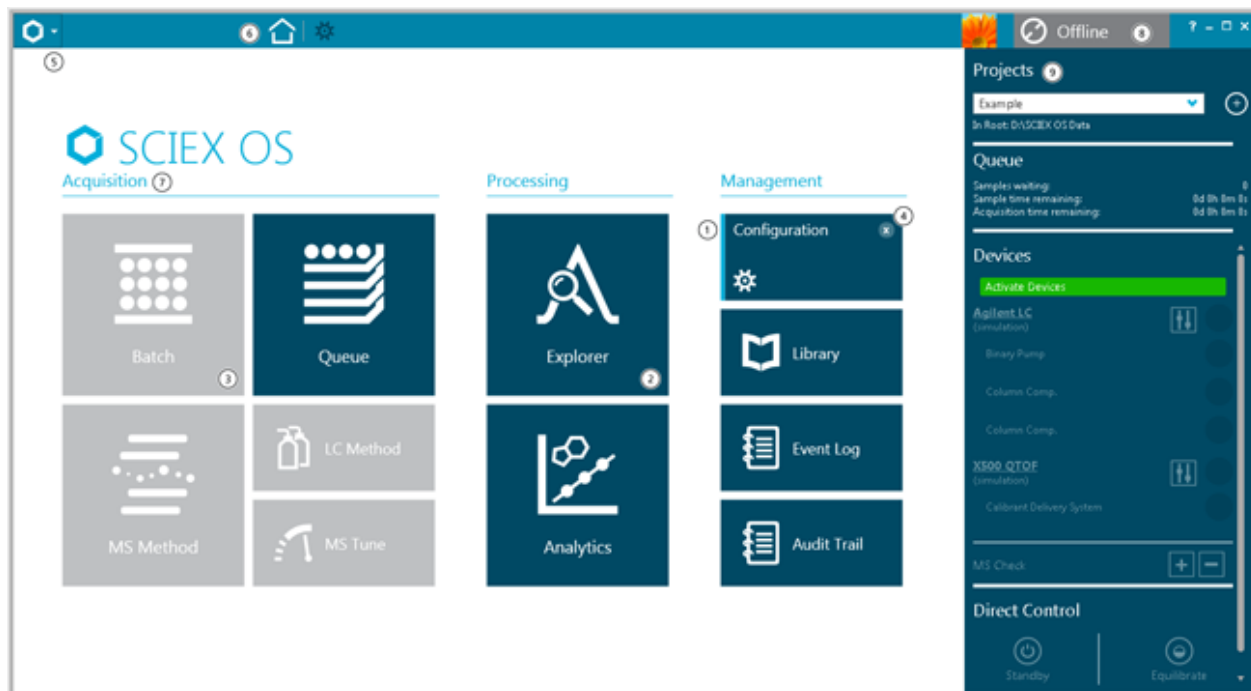 6
Offline
8
?
5
SCIEX OS
Acquisition 7
Processing
Management
Batch
3
Queue
Explorer
2
1
Configuration
x
4
Library
MS Method
LC Method
MS Tune
Analytics
Event Log
Audit Trail
Projects 9
Example
In Root: D:\SCIEX OS Data
Queue
Samples waiting: 0
Sample time remaining: 0d 0h 0m 0s
Acquisition time remaining: 0d 0h 0m 0s
Devices
Activate Devices
Agilent LC
(simulation)
Binary Pump
Column Comp.
Column Comp.
X500 QTOF
(simulation)
Calibrant Delivery System
MS Check
Direct Control
Standby
Equilibrate